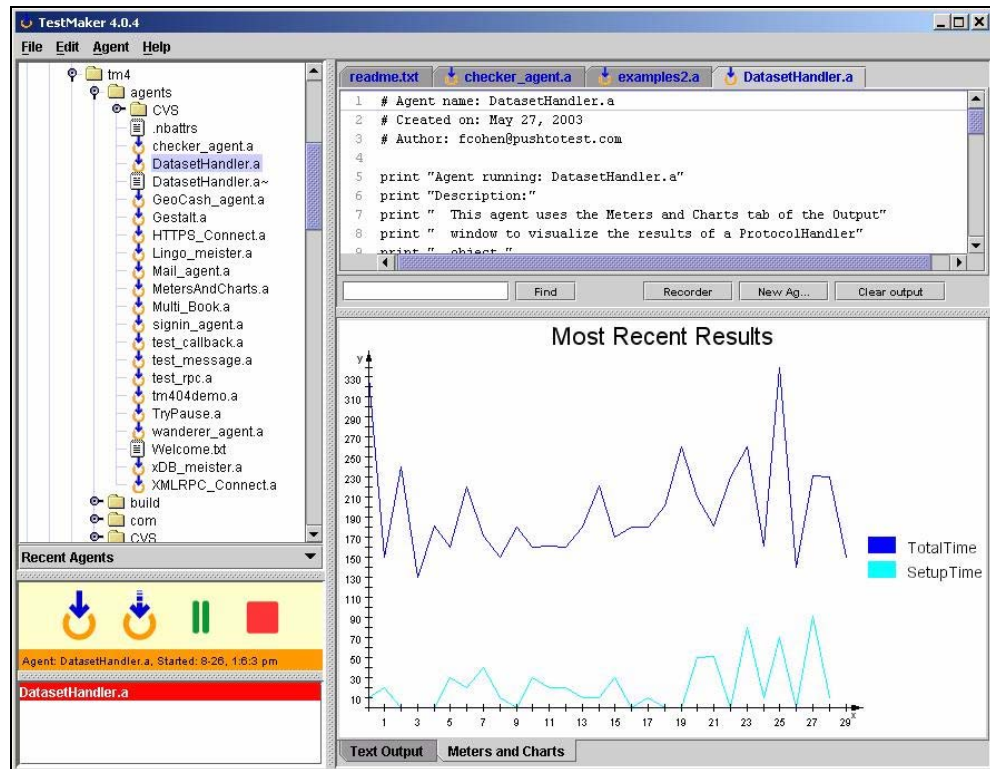 TestMaker 4.0.4
File Edit Agent Help
tm4
agents
CVS
.nbattrs
checker_agent.a
DatasetHandler.a
DatasetHandler.a~
GeoCash_agent.a
Gestalt.a
HTTPS_Connect.a
Lingo_meister.a
Mail_agent.a
MetersAndCharts.a
Multi_Book.a
signin_agent.a
test_callback.a
test_message.a
test_rpc.a
tm404demo.a
TryPause.a
wanderer_agent.a
Welcome.txt
xDB_meister.a
XMLRPC_Connect.a
build
com
CVS
Recent Agents
Agent: DatasetHandler.a, Started: 8-26, 1:6:3 pm
DatasetHandler.a
readme.txt checker_agent.a examples2.a DatasetHandler.a
1 # Agent name: DatasetHandler.a
2 # Created on: May 27, 2003
3 # Author: fcohen@pushtotest.com
4
5 print "Agent running: DatasetHandler.a"
6 print "Description:"
7 print "  This agent uses the Meters and Charts tab of the Output"
8 print "  window to visualize the results of a ProtocolHandler"
9 print "  object."
Find Recorder New Ag... Clear output
Most Recent Results
y
330
310
290
270
250
230
210
190
170
150
130
110
90
70
50
30
10
1 3 5 7 9 11 13 15 17 19 21 23 25 27 29 x
TotalTime
SetupTime
Text Output Meters and Charts